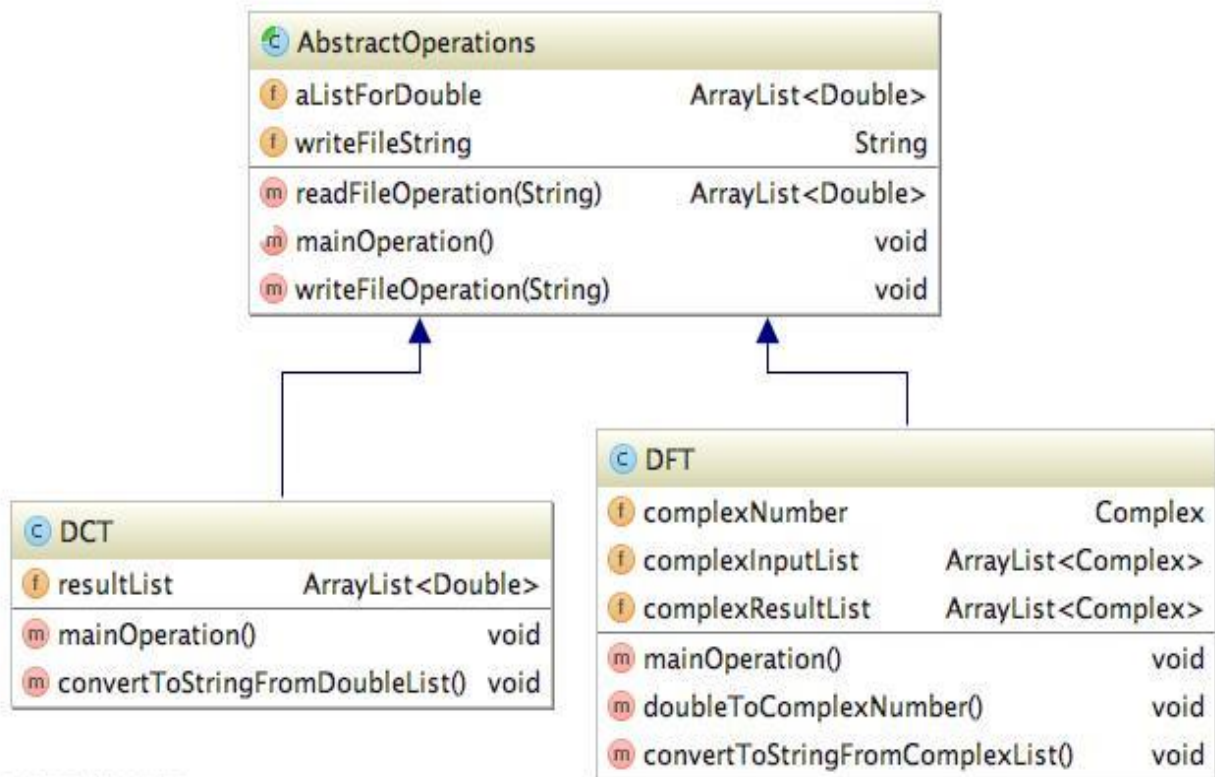 AbstractOperations
aListForDouble ArrayList<Double>
writeFileString String
readFileOperation(String) ArrayList<Double>
mainOperation() void
writeFileOperation(String) void
DCT
resultList ArrayList<Double>
mainOperation() void
convertToStringFromDoubleList() void
DFT
complexNumber Complex
complexInputList ArrayList<Complex>
complexResultList ArrayList<Complex>
mainOperation() void
doubleToComplexNumber() void
convertToStringFromComplexList() void